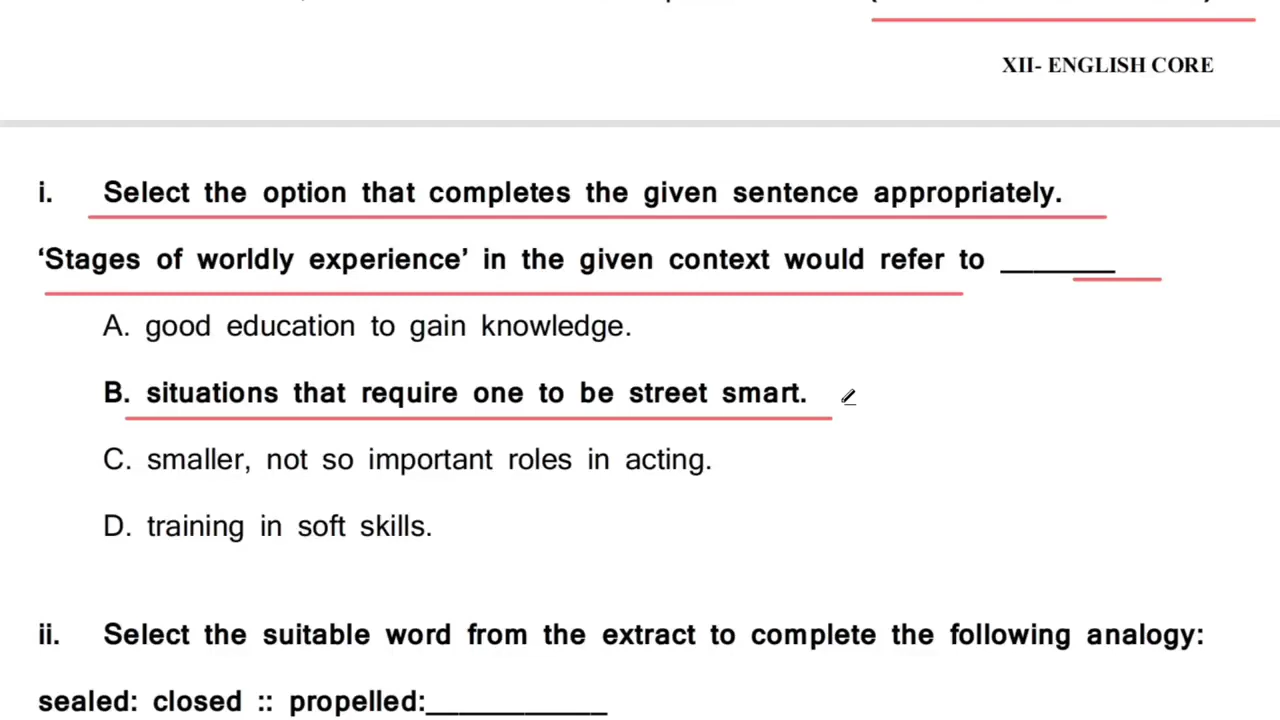 XII- ENGLISH CORE
i. Select the option that completes the given sentence appropriately.
‘Stages of worldly experience’ in the given context would refer to _______
A. good education to gain knowledge.
B. situations that require one to be street smart.
C. smaller, not so important roles in acting.
D. training in soft skills.
ii. Select the suitable word from the extract to complete the following analogy:
sealed: closed :: propelled:___________